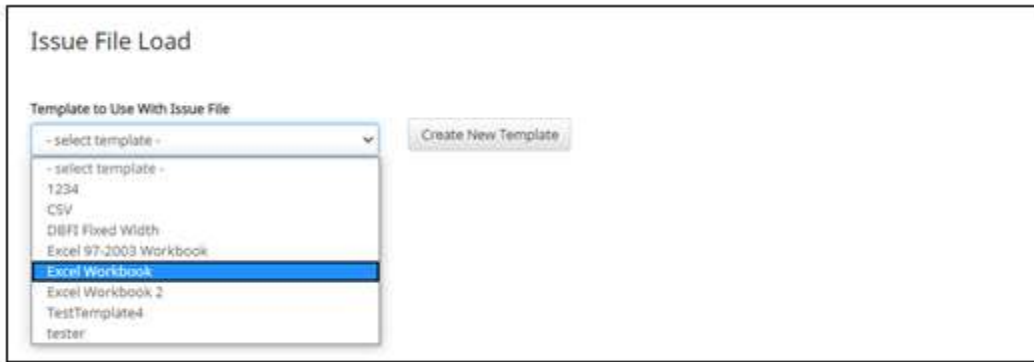 Issue File Load
Template to Use With Issue File
- select template -
Create New Template
- select template -
1234
CSV
DBFI Fixed Width
Excel 97-2003 Workbook
Excel Workbook
Excel Workbook 2
TestTemplate4
tester